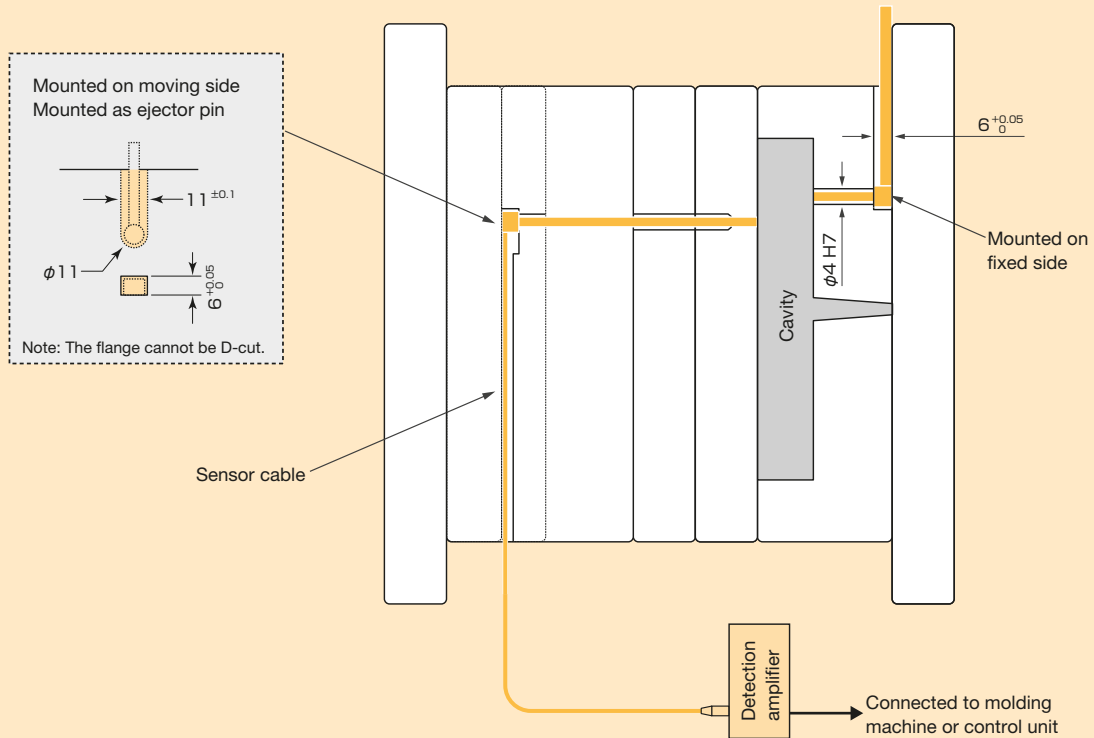 Mounted on moving side
Mounted as ejector pin
11 ±0.1
φ11
6 +0.05 0
Note: The flange cannot be D-cut.
Sensor cable
6 +0.05 0
φ4 H7
Mounted on
fixed side
Cavity
Detection
amplifier
Connected to molding
machine or control unit